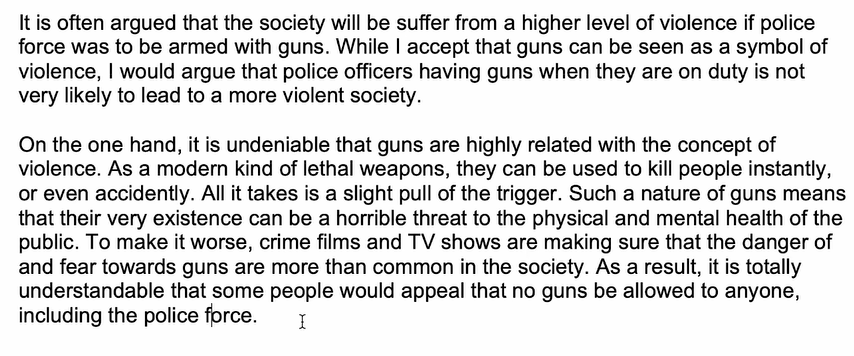 It is often argued that the society will be suffer from a higher level of violence if police
force was to be armed with guns. While I accept that guns can be seen as a symbol of
violence, I would argue that police officers having guns when they are on duty is not
very likely to lead to a more violent society.
On the one hand, it is undeniable that guns are highly related with the concept of
violence. As a modern kind of lethal weapons, they can be used to kill people instantly,
or even accidently. All it takes is a slight pull of the trigger. Such a nature of guns means
that their very existence can be a horrible threat to the physical and mental health of the
public. To make it worse, crime films and TV shows are making sure that the danger of
and fear towards guns are more than common in the society. As a result, it is totally
understandable that some people would appeal that no guns be allowed to anyone,
including the police force.